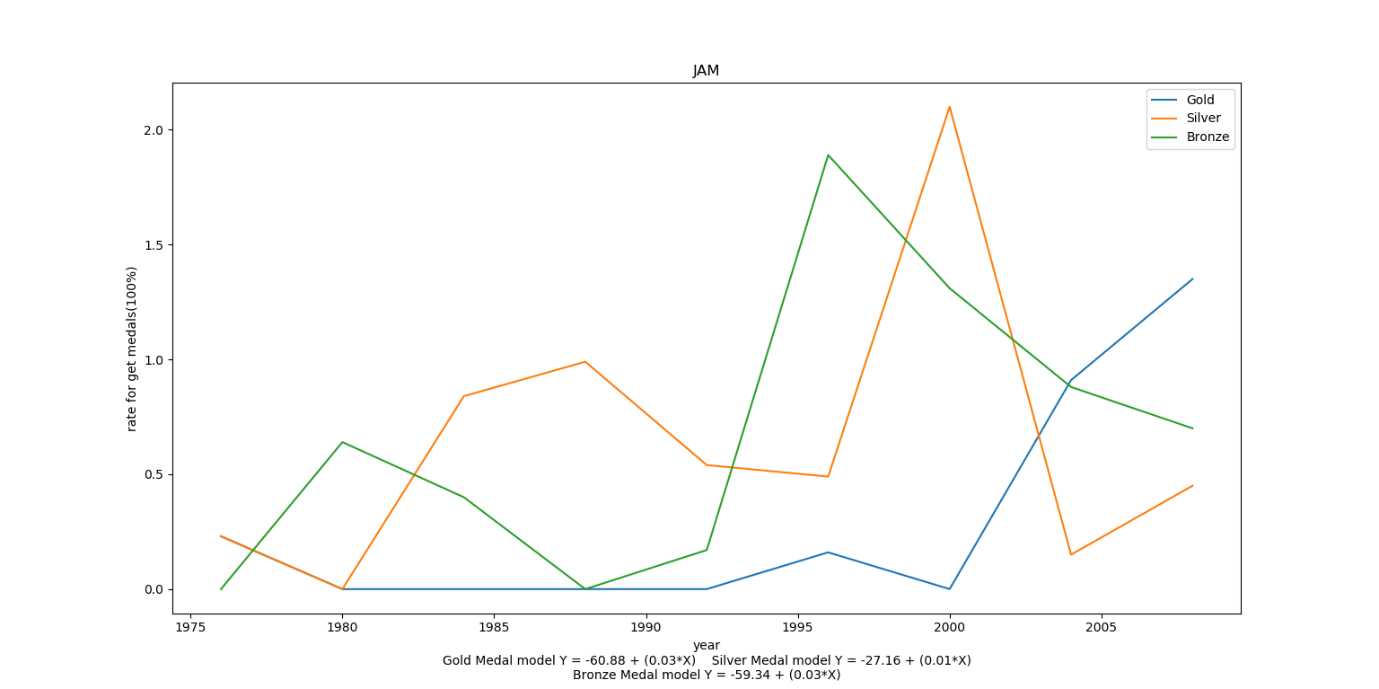 JAM
Gold
Silver
Bronze
rate for get medals(100%)
2.0
1.5
1.0
0.5
0.0
1975 1980 1985 1990 1995 2000 2005
year
Gold Medal model Y = -60.88 + (0.03*X) Silver Medal model Y = -27.16 + (0.01*X)
Bronze Medal model Y = -59.34 + (0.03*X)